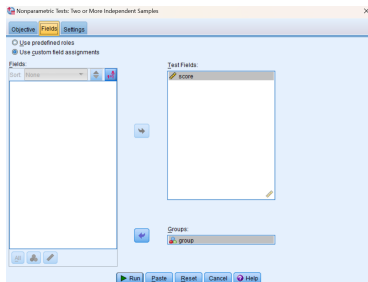 Nonparametric Tests: Two or More Independent Samples
Objective Fields Settings
Use predefined roles
Use custom field assignments
Fields:
Sort: None
Test Fields:
score
Groups:
group
Run Paste Reset Cancel Help